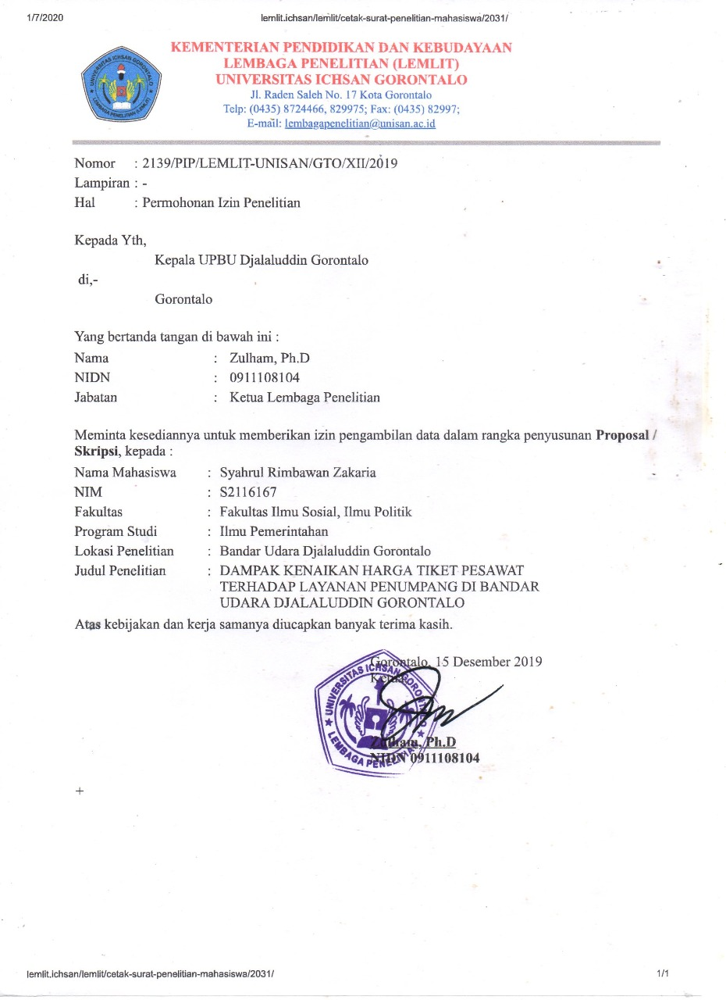 1/7/2020 lemlit.ichsan/lemlit/cetak-surat-penelitian-mahasiswa/2031/
KEMENTERIAN PENDIDIKAN DAN KEBUDAYAAN
LEMBAGA PENELITIAN (LEMLIT)
UNIVERSITAS ICHSAN GORONTALO
Jl. Raden Saleh No. 17 Kota Gorontalo
Telp: (0435) 8724466, 829975; Fax: (0435) 82997;
E-mail: lembagapenelitian@unisan.ac.id
UNIVERSITAS ICHSAN GORONTALO
LEMBAGA PENELITIAN (LEMLIT)
Nomor : 2139/PIP/LEMLIT-UNISAN/GTO/XII/2019
Lampiran : -
Hal : Permohonan Izin Penelitian
Kepada Yth,
Kepala UPBU Djalaluddin Gorontalo
di,-
Gorontalo
Yang bertanda tangan di bawah ini :
Nama : Zulham, Ph.D
NIDN : 0911108104
Jabatan : Ketua Lembaga Penelitian
Meminta kesediannya untuk memberikan izin pengambilan data dalam rangka penyusunan Proposal /
Skripsi, kepada :
Nama Mahasiswa : Syahrul Rimbawan Zakaria
NIM : S2116167
Fakultas : Fakultas Ilmu Sosial, Ilmu Politik
Program Studi : Ilmu Pemerintahan
Lokasi Penelitian : Bandar Udara Djalaluddin Gorontalo
Judul Penelitian : DAMPAK KENAIKAN HARGA TIKET PESAWAT
TERHADAP LAYANAN PENUMPANG DI BANDAR
UDARA DJALALUDDIN GORONTALO
Atas kebijakan dan kerja samanya diucapkan banyak terima kasih.
Gorontalo, 15 Desember 2019
Ketua
UNIVERSITAS ICHSAN GORONTALO
LEMBAGA PENELITIAN
Zulham, Ph.D
NIDN 0911108104
+
lemlit.ichsan/lemlit/cetak-surat-penelitian-mahasiswa/2031/ 1/1